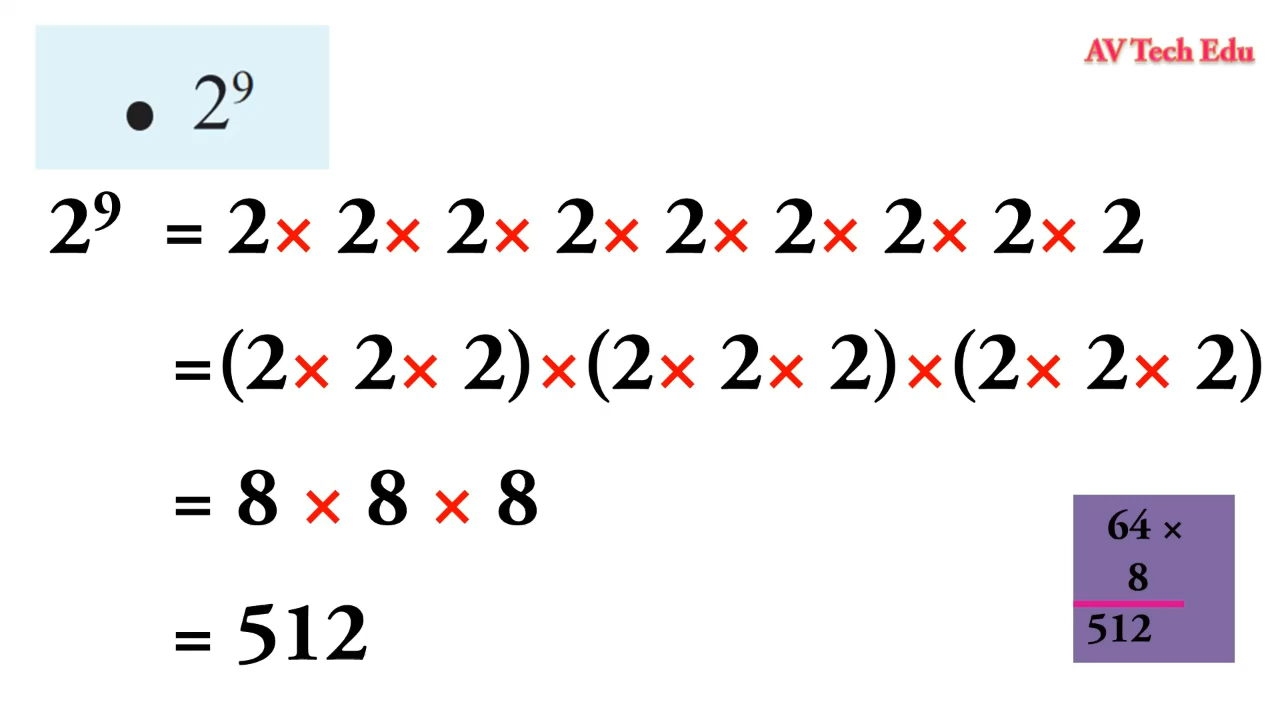 AV Tech Edu
• 2⁹
2⁹ = 2× 2× 2× 2× 2× 2× 2× 2× 2
=(2× 2× 2)×(2× 2× 2)×(2× 2× 2)
= 8 × 8 × 8
= 512
64 ×
8
512